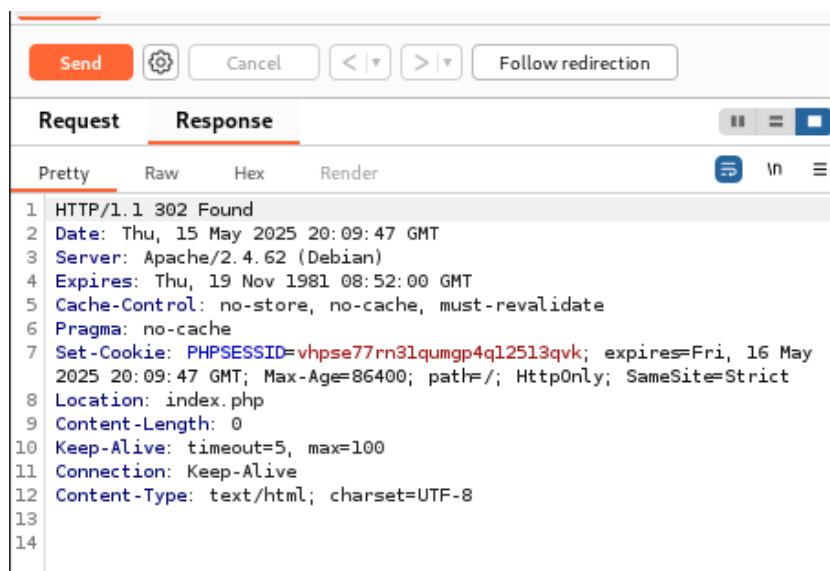 Send Cancel < > Follow redirection
Request Response
Pretty Raw Hex Render \n
1 HTTP/1.1 302 Found
2 Date: Thu, 15 May 2025 20:09:47 GMT
3 Server: Apache/2.4.62 (Debian)
4 Expires: Thu, 19 Nov 1981 08:52:00 GMT
5 Cache-Control: no-store, no-cache, must-revalidate
6 Pragma: no-cache
7 Set-Cookie: PHPSESSID=vhpse77rn31qumgp4ql2513qvk; expires=Fri, 16 May
2025 20:09:47 GMT; Max-Age=86400; path=/; HttpOnly; SameSite=Strict
8 Location: index.php
9 Content-Length: 0
10 Keep-Alive: timeout=5, max=100
11 Connection: Keep-Alive
12 Content-Type: text/html; charset=UTF-8
13
14